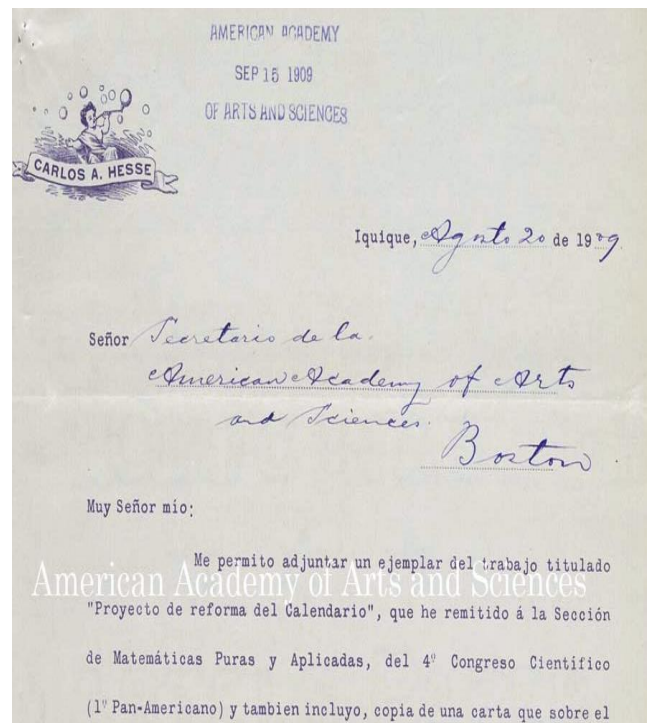 AMERICAN ACADEMY
SEP 15 1909
OF ARTS AND SCIENCES
CARLOS A. HESSE
Iquique, Agosto 20 de 1909
Señor Secretario de la
American Academy of Arts
and Sciences.
Boston
Muy Señor mio:
Me permito adjuntar un ejemplar del trabajo titulado
American Academy of Arts and Sciences
"Proyecto de reforma del Calendario", que he remitido á la Sección
de Matemáticas Puras y Aplicadas, del 4º Congreso Científico
(1º Pan-Americano) y tambien incluyo, copia de una carta que sobre el